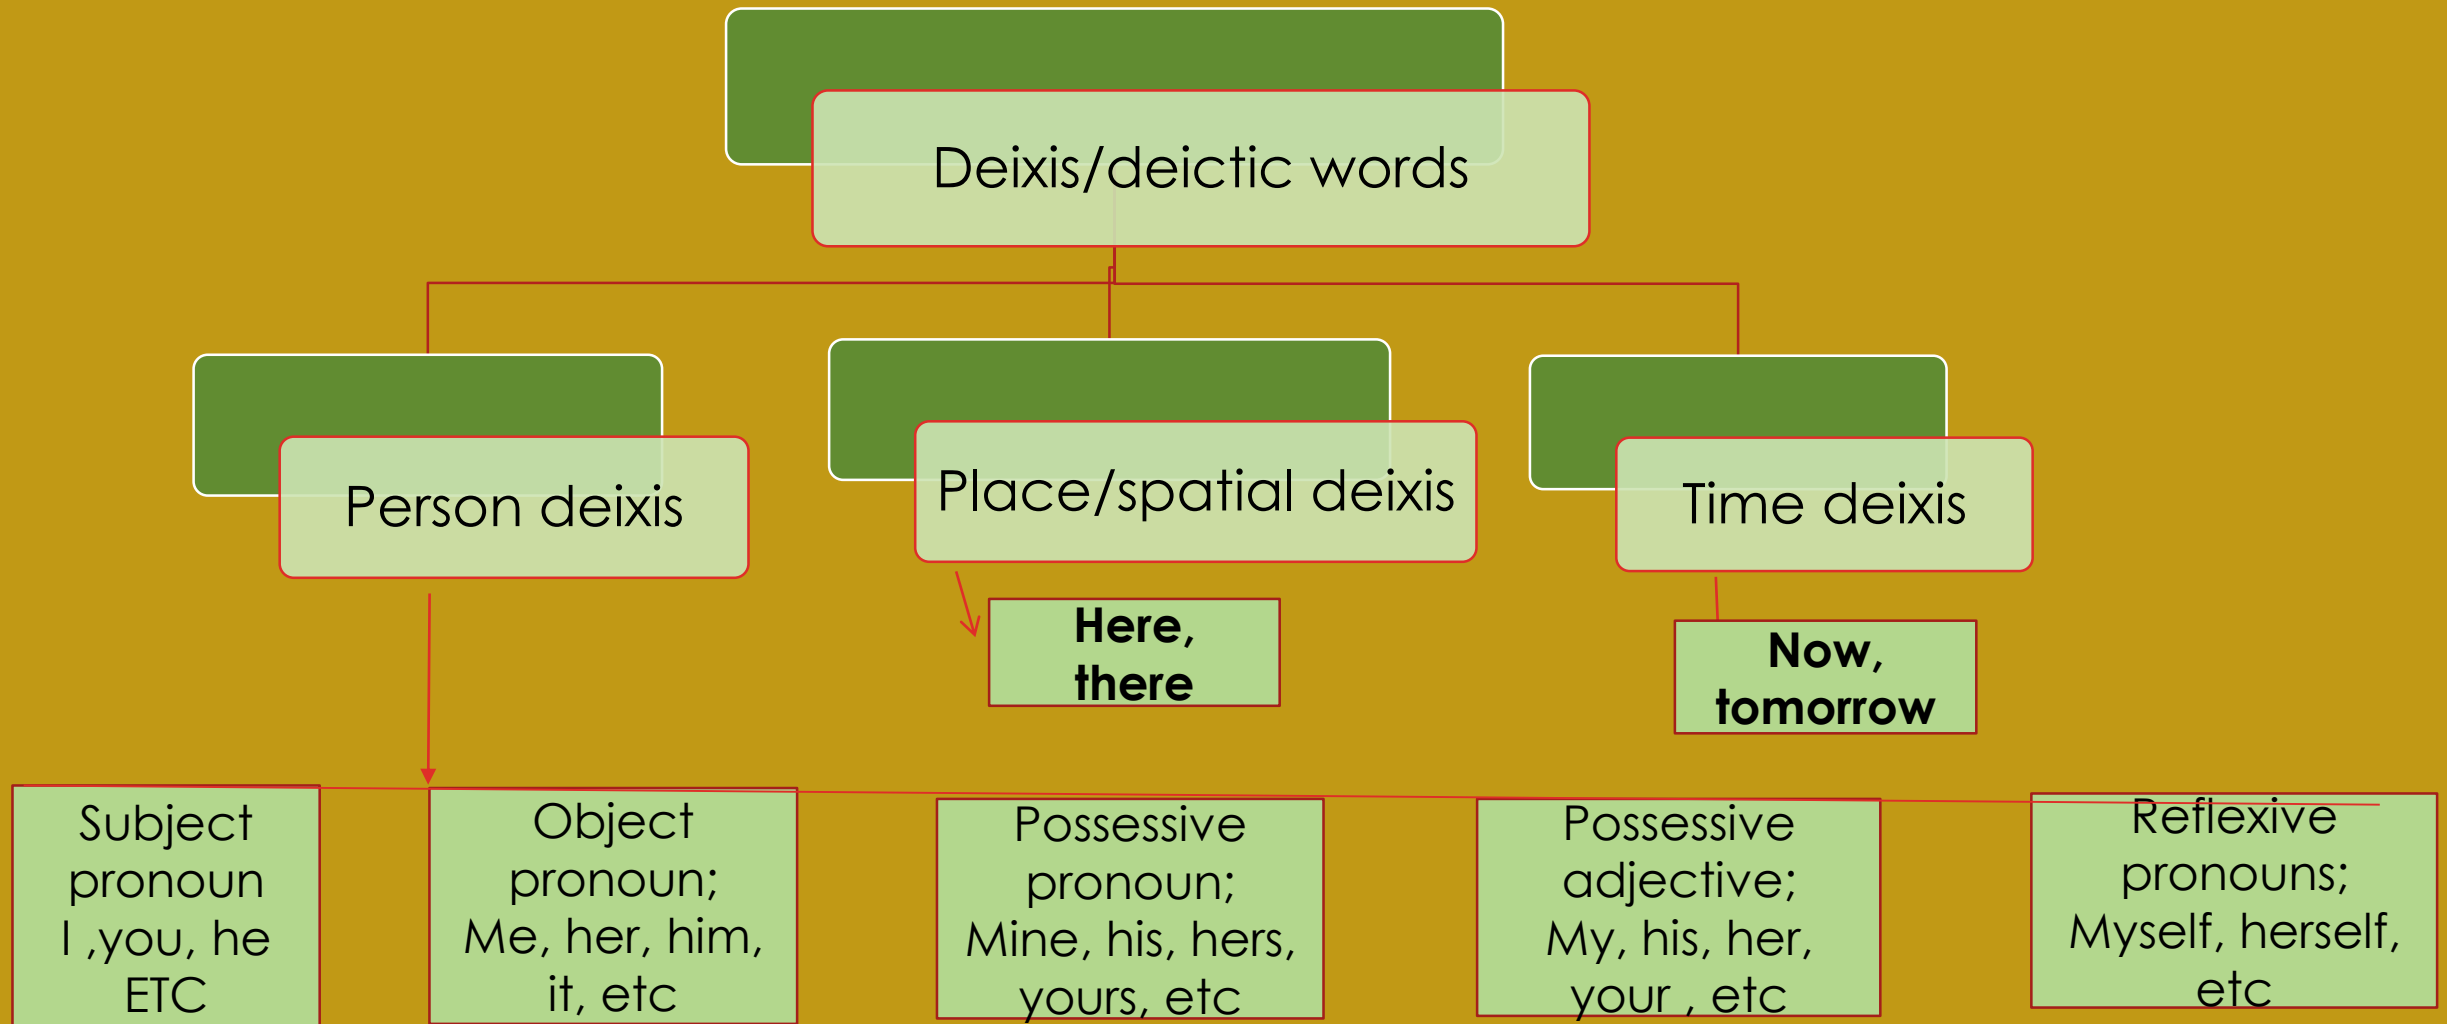 Deixis/deictic words
Person deixis
Place/spatial deixis
Time deixis
Here,
there
Now,
tomorrow
Subject
pronoun
I ,you, he
ETC
Object
pronoun;
Me, her, him,
it, etc
Possessive
pronoun;
Mine, his, hers,
yours, etc
Possessive
adjective;
My, his, her,
your , etc
Reflexive
pronouns;
Myself, herself,
etc